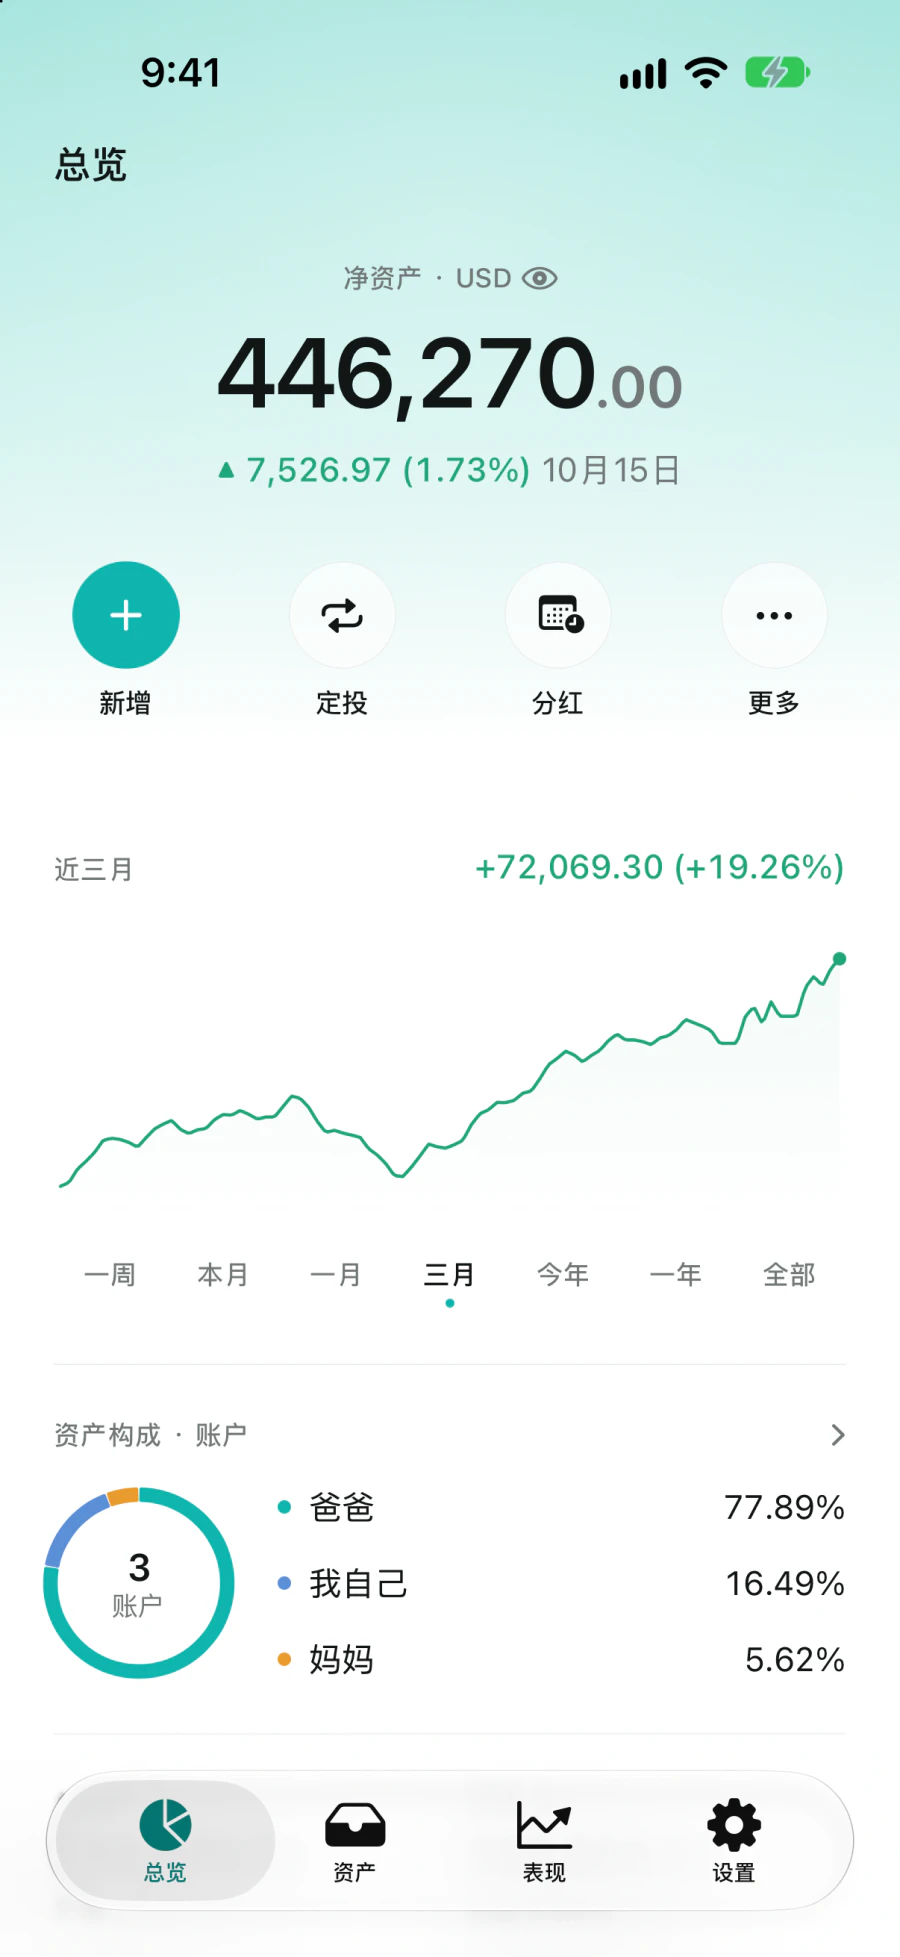 9:41
总览
净资产 · USD
446,270.00
▲ 7,526.97 (1.73%) 10月15日
新增 定投 分红 更多
近三月 +72,069.30 (+19.26%)
一周 本月 一月 三月 今年 一年 全部
资产构成 · 账户
3
账户
爸爸 77.89%
我自己 16.49%
妈妈 5.62%
总览 资产 表现 设置